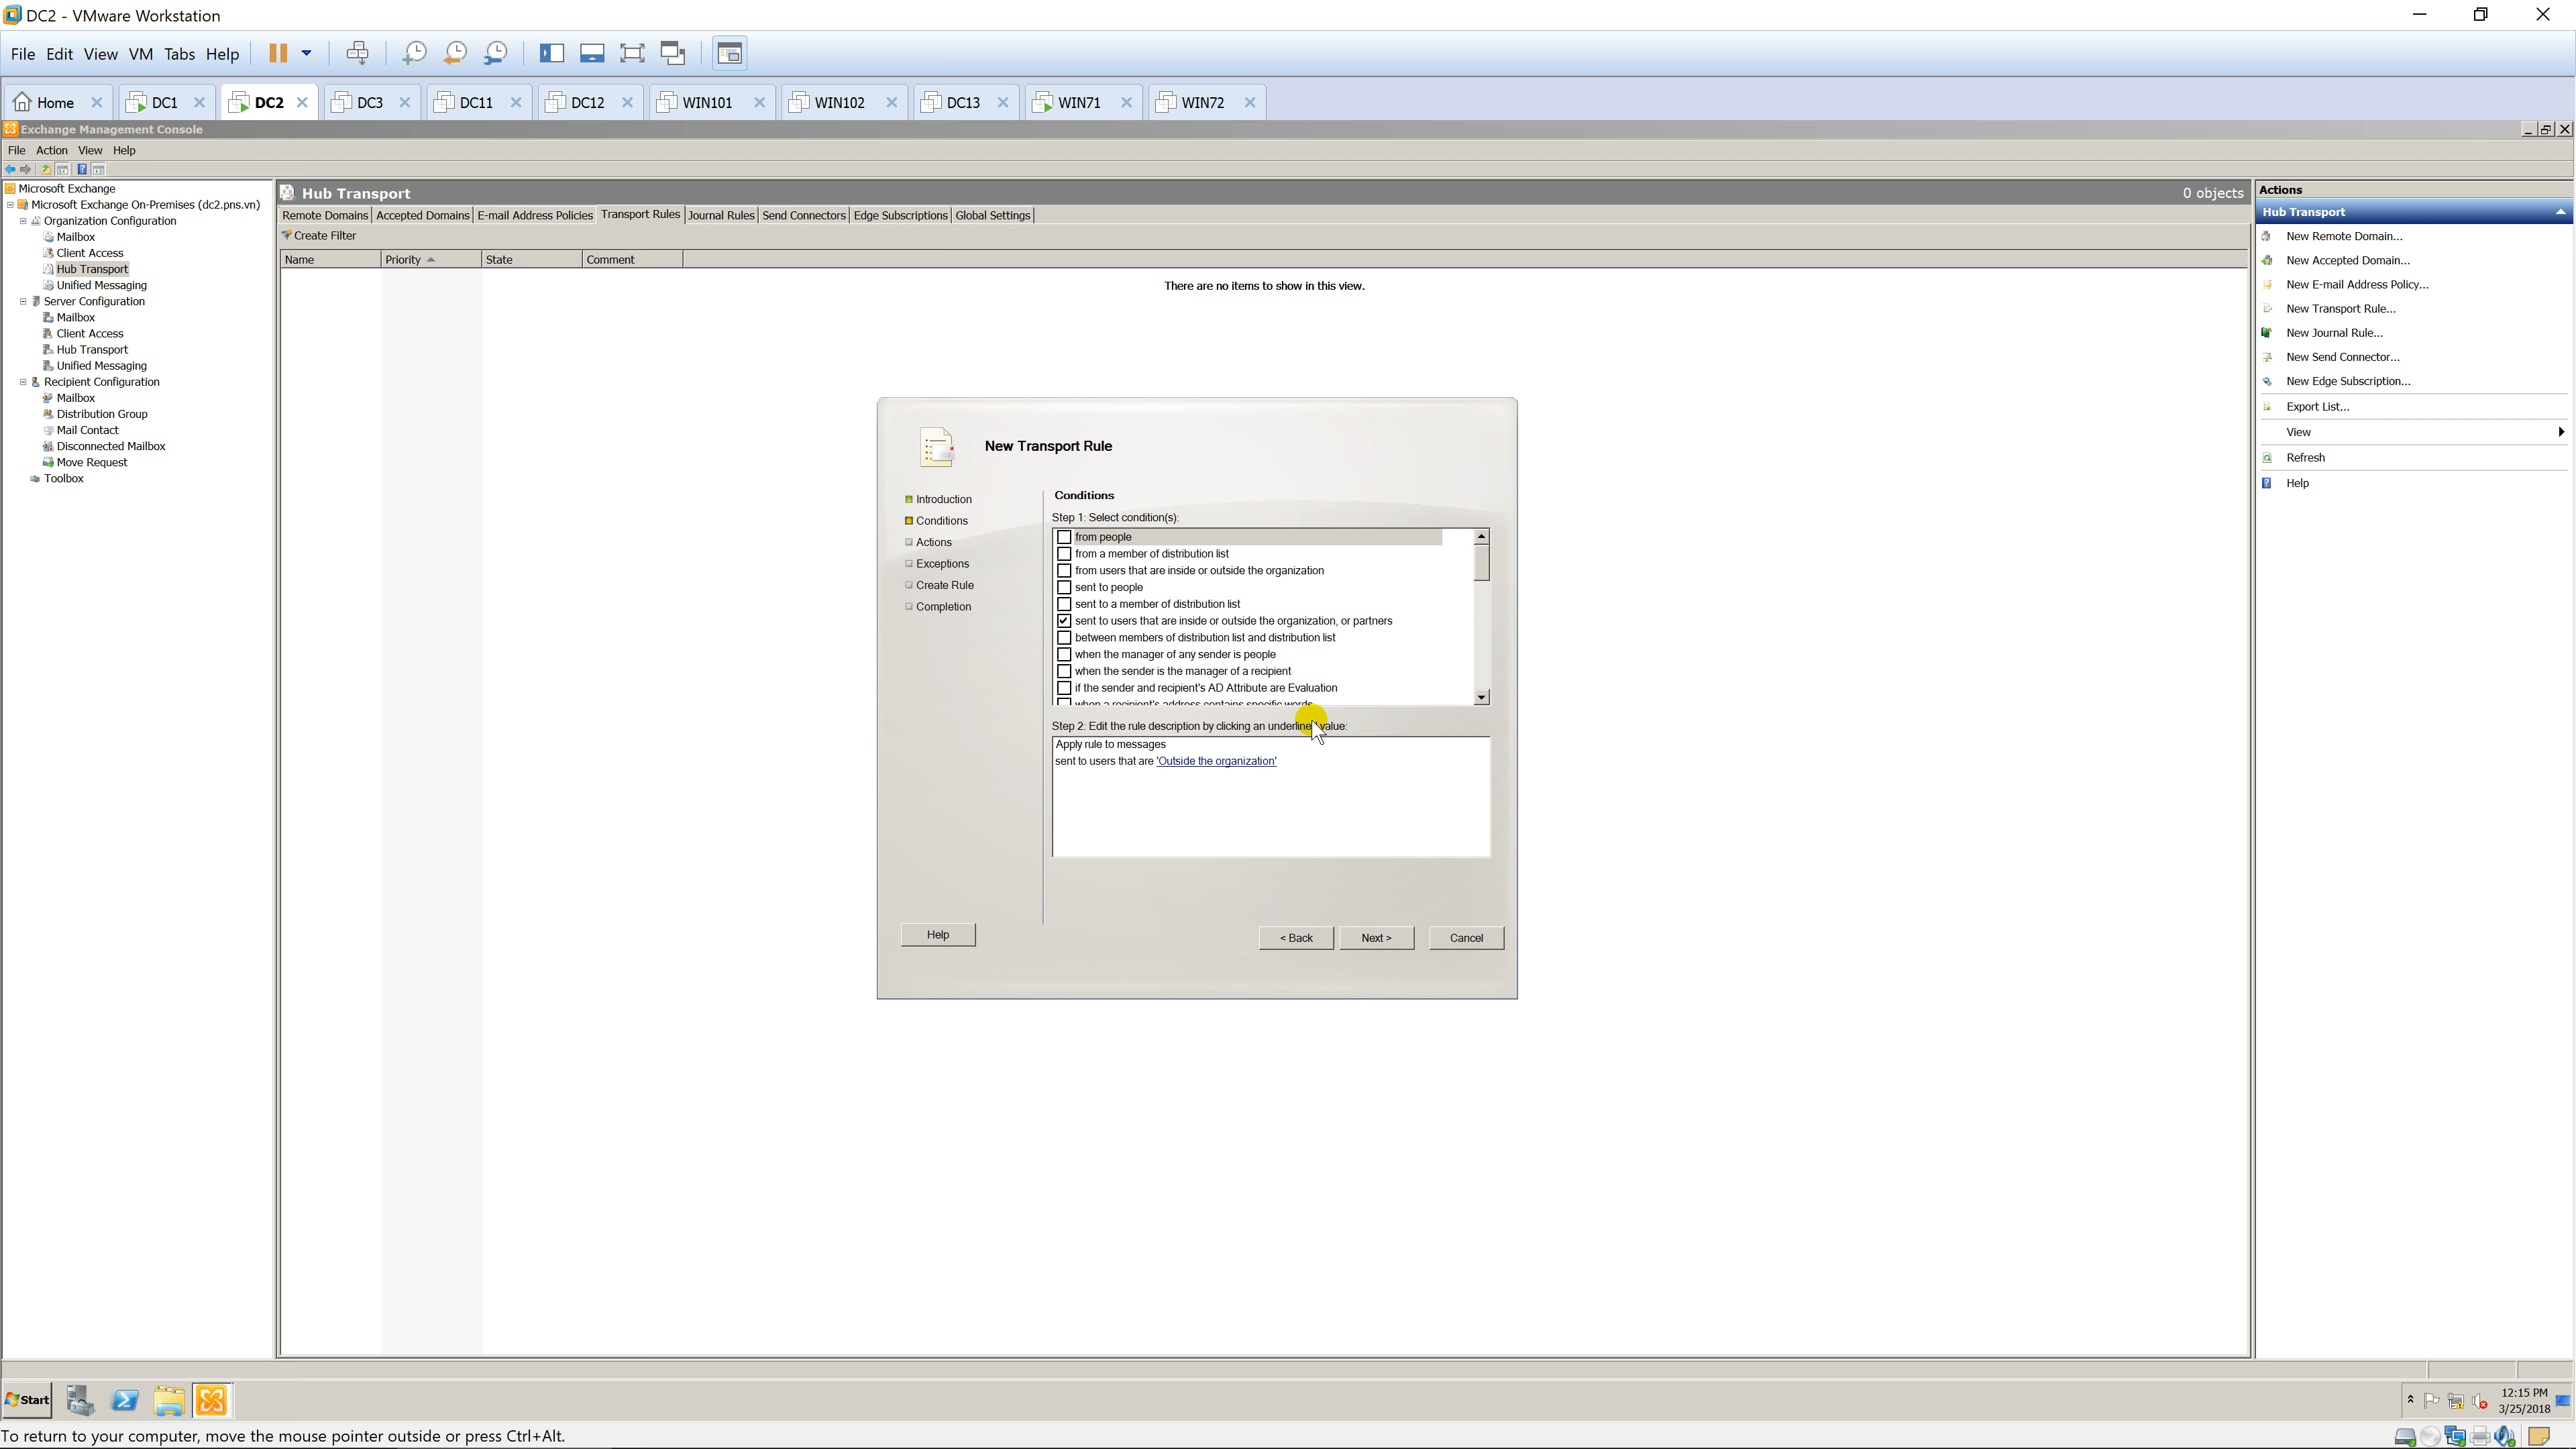 DC2 - VMware Workstation
File Edit View VM Tabs Help
Home DC1 DC2 DC3 DC11 DC12 WIN101 WIN102 DC13 WIN71 WIN72
Exchange Management Console
File Action View Help
Microsoft Exchange
Microsoft Exchange On-Premises (dc2.pns.vn)
Organization Configuration
Mailbox
Client Access
Hub Transport
Unified Messaging
Server Configuration
Mailbox
Client Access
Hub Transport
Unified Messaging
Recipient Configuration
Mailbox
Distribution Group
Mail Contact
Disconnected Mailbox
Move Request
Toolbox
Hub Transport 0 objects
Remote Domains Accepted Domains E-mail Address Policies Transport Rules Journal Rules Send Connectors Edge Subscriptions Global Settings
Create Filter
Name Priority State Comment
There are no items to show in this view.
New Transport Rule
Introduction
Conditions
Actions
Exceptions
Create Rule
Completion
Conditions
Step 1: Select condition(s):
from people
from a member of distribution list
from users that are inside or outside the organization
sent to people
sent to a member of distribution list
sent to users that are inside or outside the organization, or partners
between members of distribution list and distribution list
when the manager of any sender is people
when the sender is the manager of a recipient
if the sender and recipient's AD Attribute are Evaluation
when a recipient's address contains specific words
Step 2: Edit the rule description by clicking an underlined value:
Apply rule to messages
sent to users that are 'Outside the organization'
Help
< Back Next > Cancel
Actions
Hub Transport
New Remote Domain...
New Accepted Domain...
New E-mail Address Policy...
New Transport Rule...
New Journal Rule...
New Send Connector...
New Edge Subscription...
Export List...
View
Refresh
Help
Start
12:15 PM
3/25/2018
To return to your computer, move the mouse pointer outside or press Ctrl+Alt.